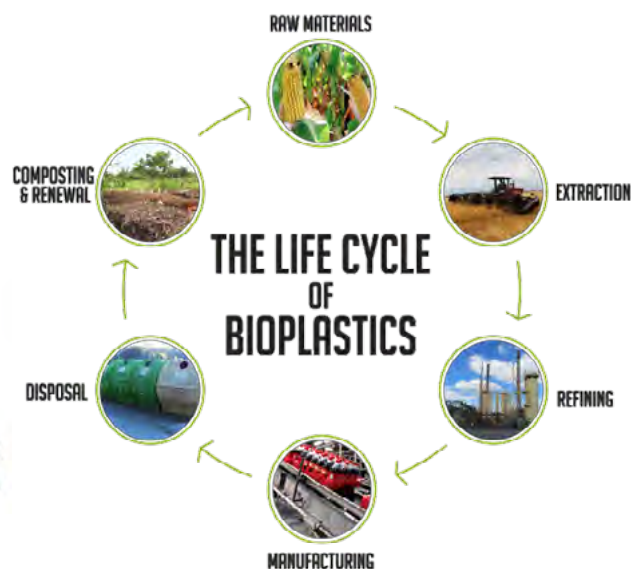 RAW MATERIALS
EXTRACTION
REFINING
MANUFACTURING
DISPOSAL
COMPOSTING
& RENEWAL
THE LIFE CYCLE
OF
BIOPLASTICS